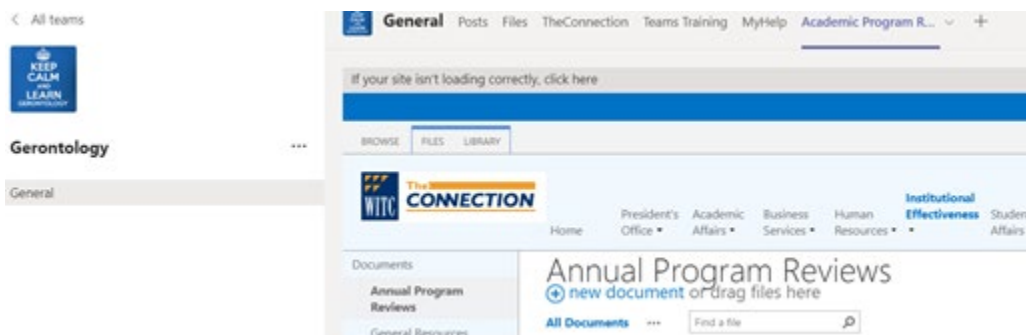 All teams
KEEP
CALM
AND
LEARN
GERONTOLOGY
Gerontology
General
General Posts Files TheConnection Teams Training MyHelp Academic Program R...
If your site isn't loading correctly, click here
BROWSE FILES LIBRARY
WITC The CONNECTION
Home President's Office Academic Affairs Business Services Human Resources Institutional Effectiveness Affairs
Documents
Annual Program
Reviews
General Resources
Annual Program Reviews
new document or drag files here
All Documents ... Find a file